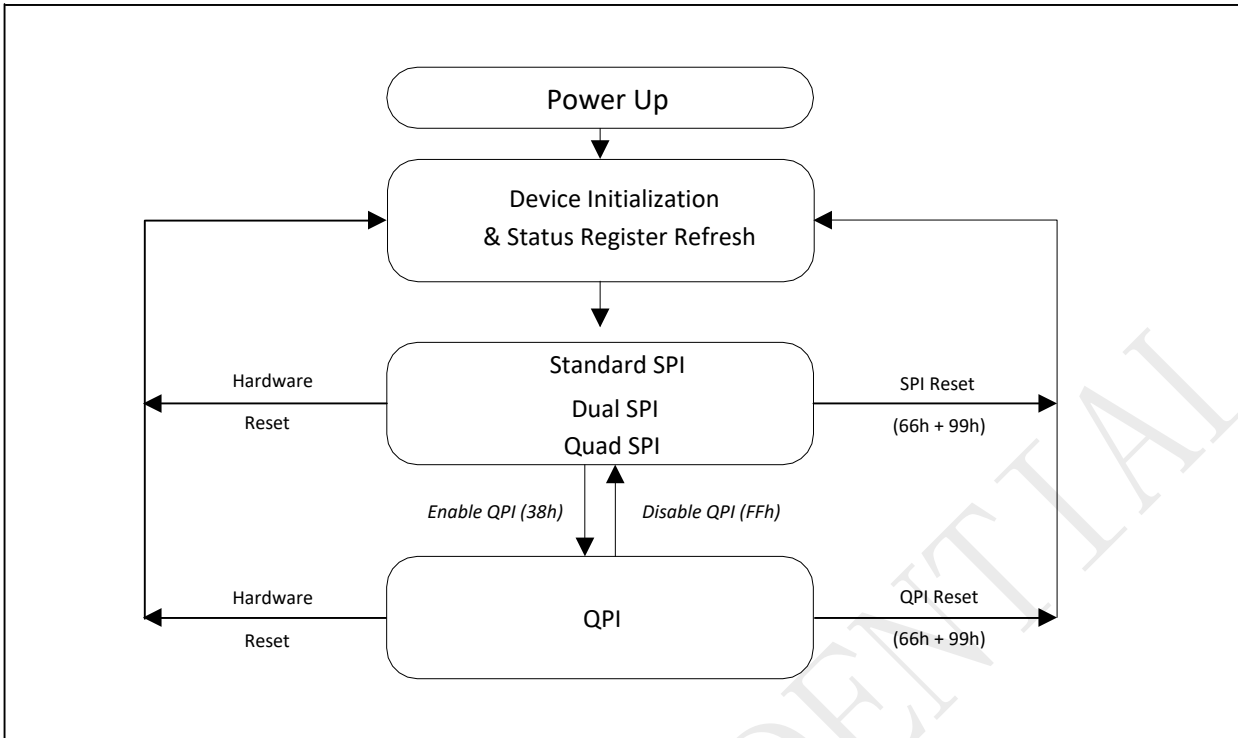 Power Up
Device Initialization
& Status Register Refresh
Standard SPI
Dual SPI
Quad SPI
Hardware
Reset
SPI Reset
(66h + 99h)
Enable QPI (38h)
Disable QPI (FFh)
QPI
Hardware
Reset
QPI Reset
(66h + 99h)